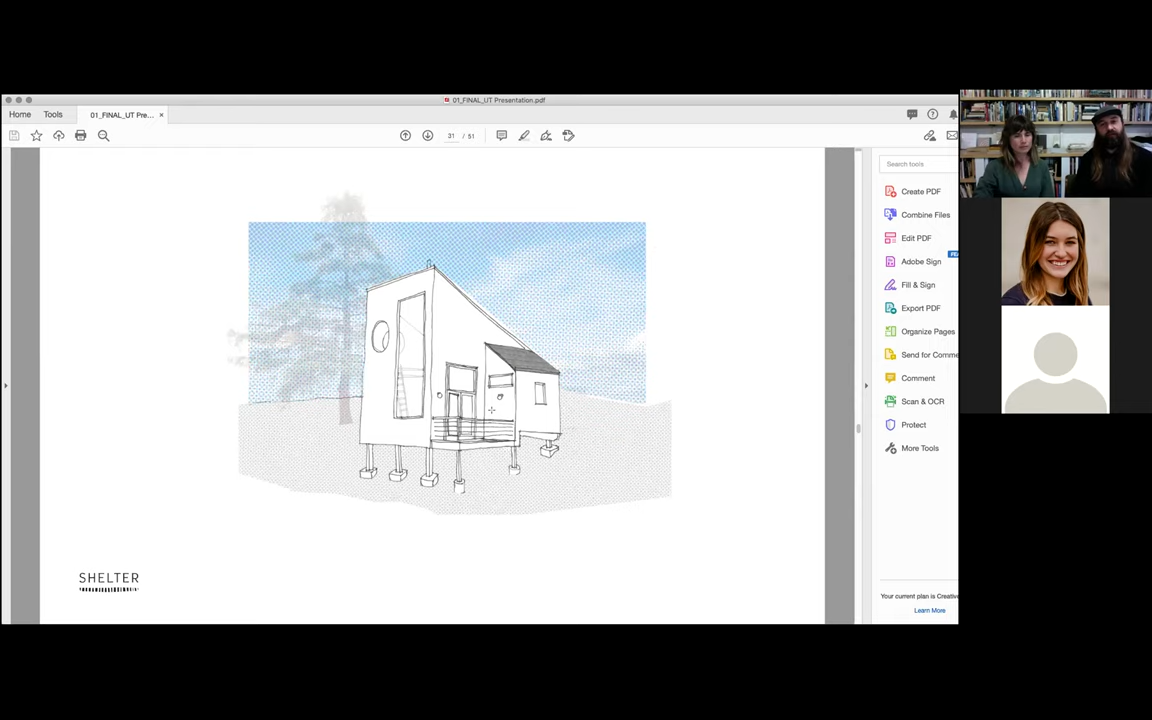 01_FINAL_UT Presentation.pdf
Home
Tools
01_FINAL_UT Pre...
31 / 51
Search tools
Create PDF
Combine Files
Edit PDF
Adobe Sign
Fill & Sign
Export PDF
Organize Pages
Send for Comme
Comment
Scan & OCR
Protect
More Tools
SHELTER
Your current plan is Creative
Learn More